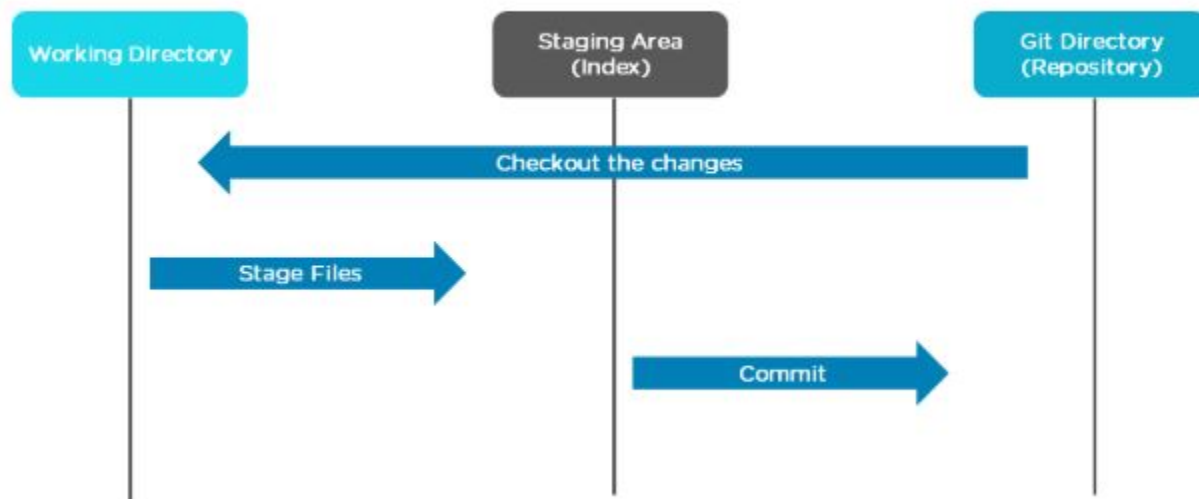 Working Directory
Staging Area
(Index)
Git Directory
(Repository)
Checkout the changes
Stage Files
Commit